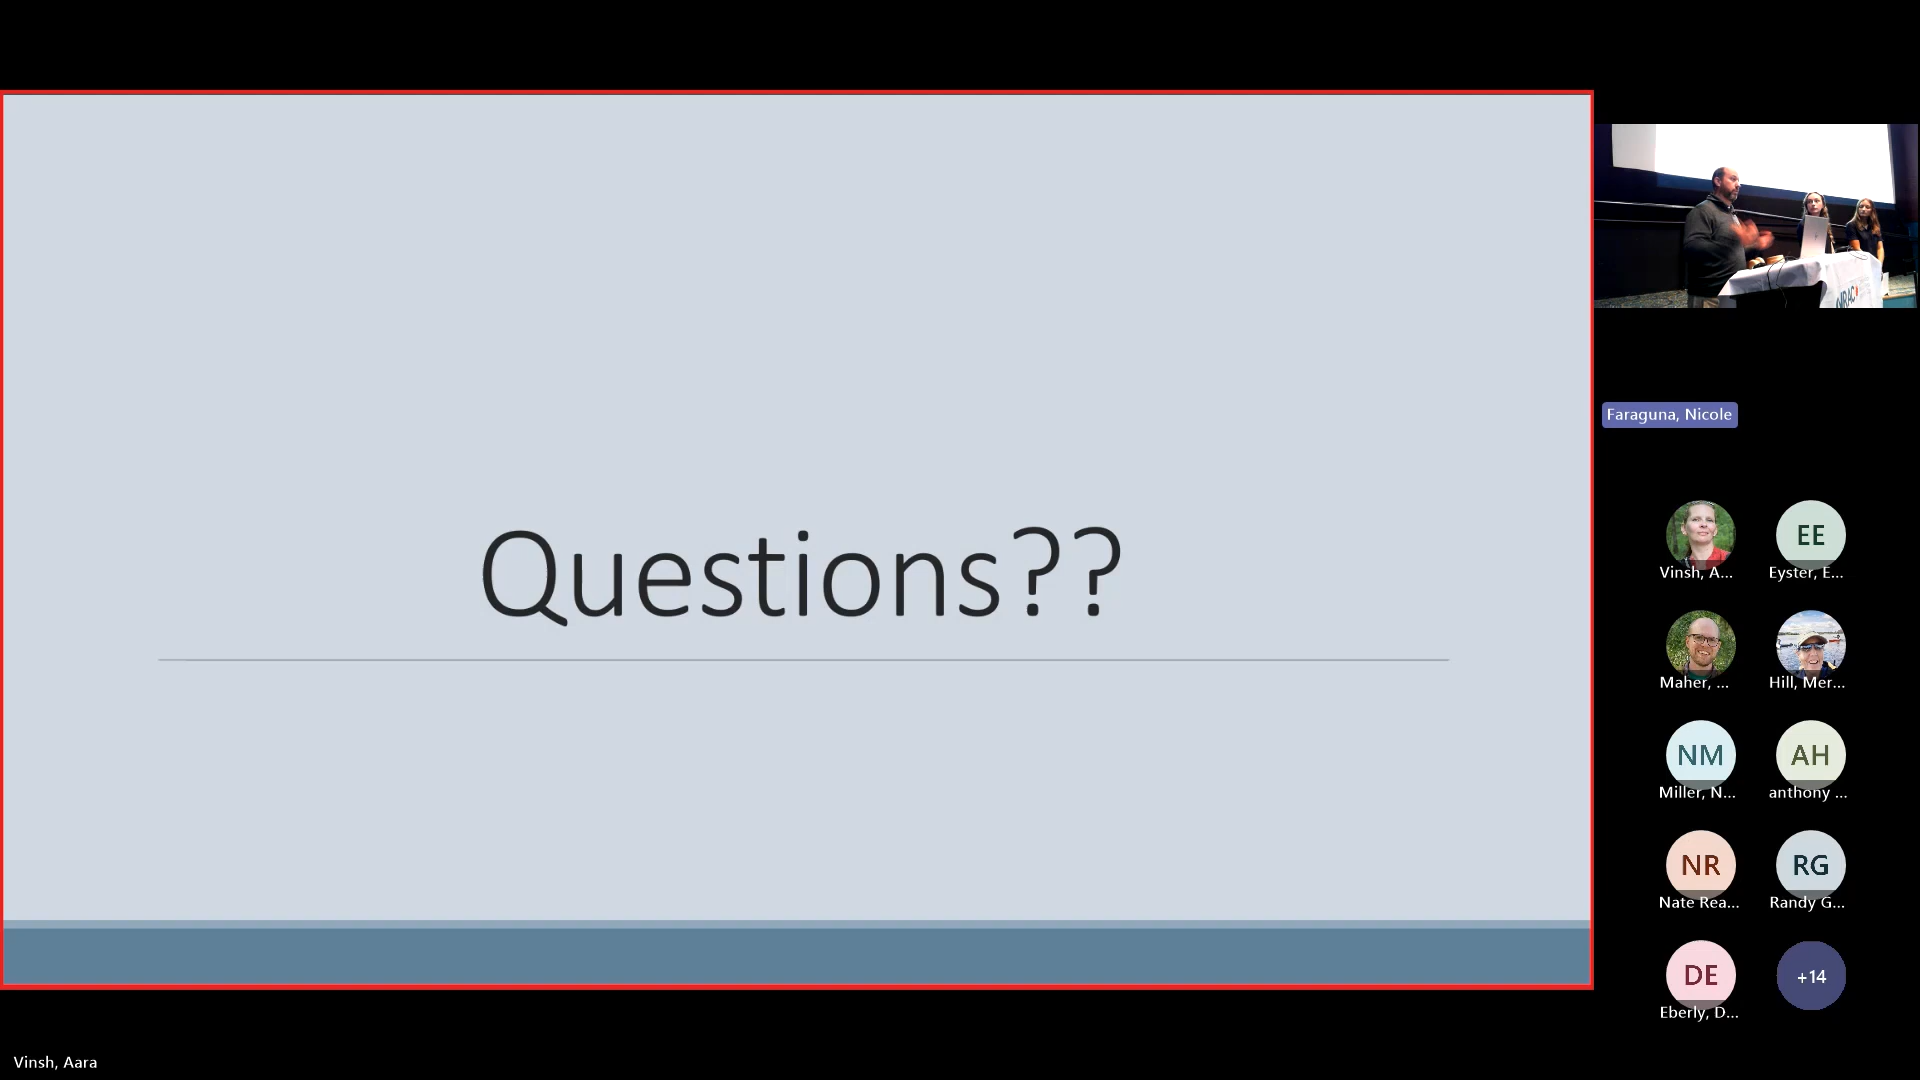 Questions??
Faraguna, Nicole
Vinsh, A...
EE
Eyster, E...
Maher, ...
Hill, Mer...
NM
Miller, N...
AH
anthony ...
NR
Nate Rea...
RG
Randy G...
DE
Eberly, D...
+14
Vinsh, Aara